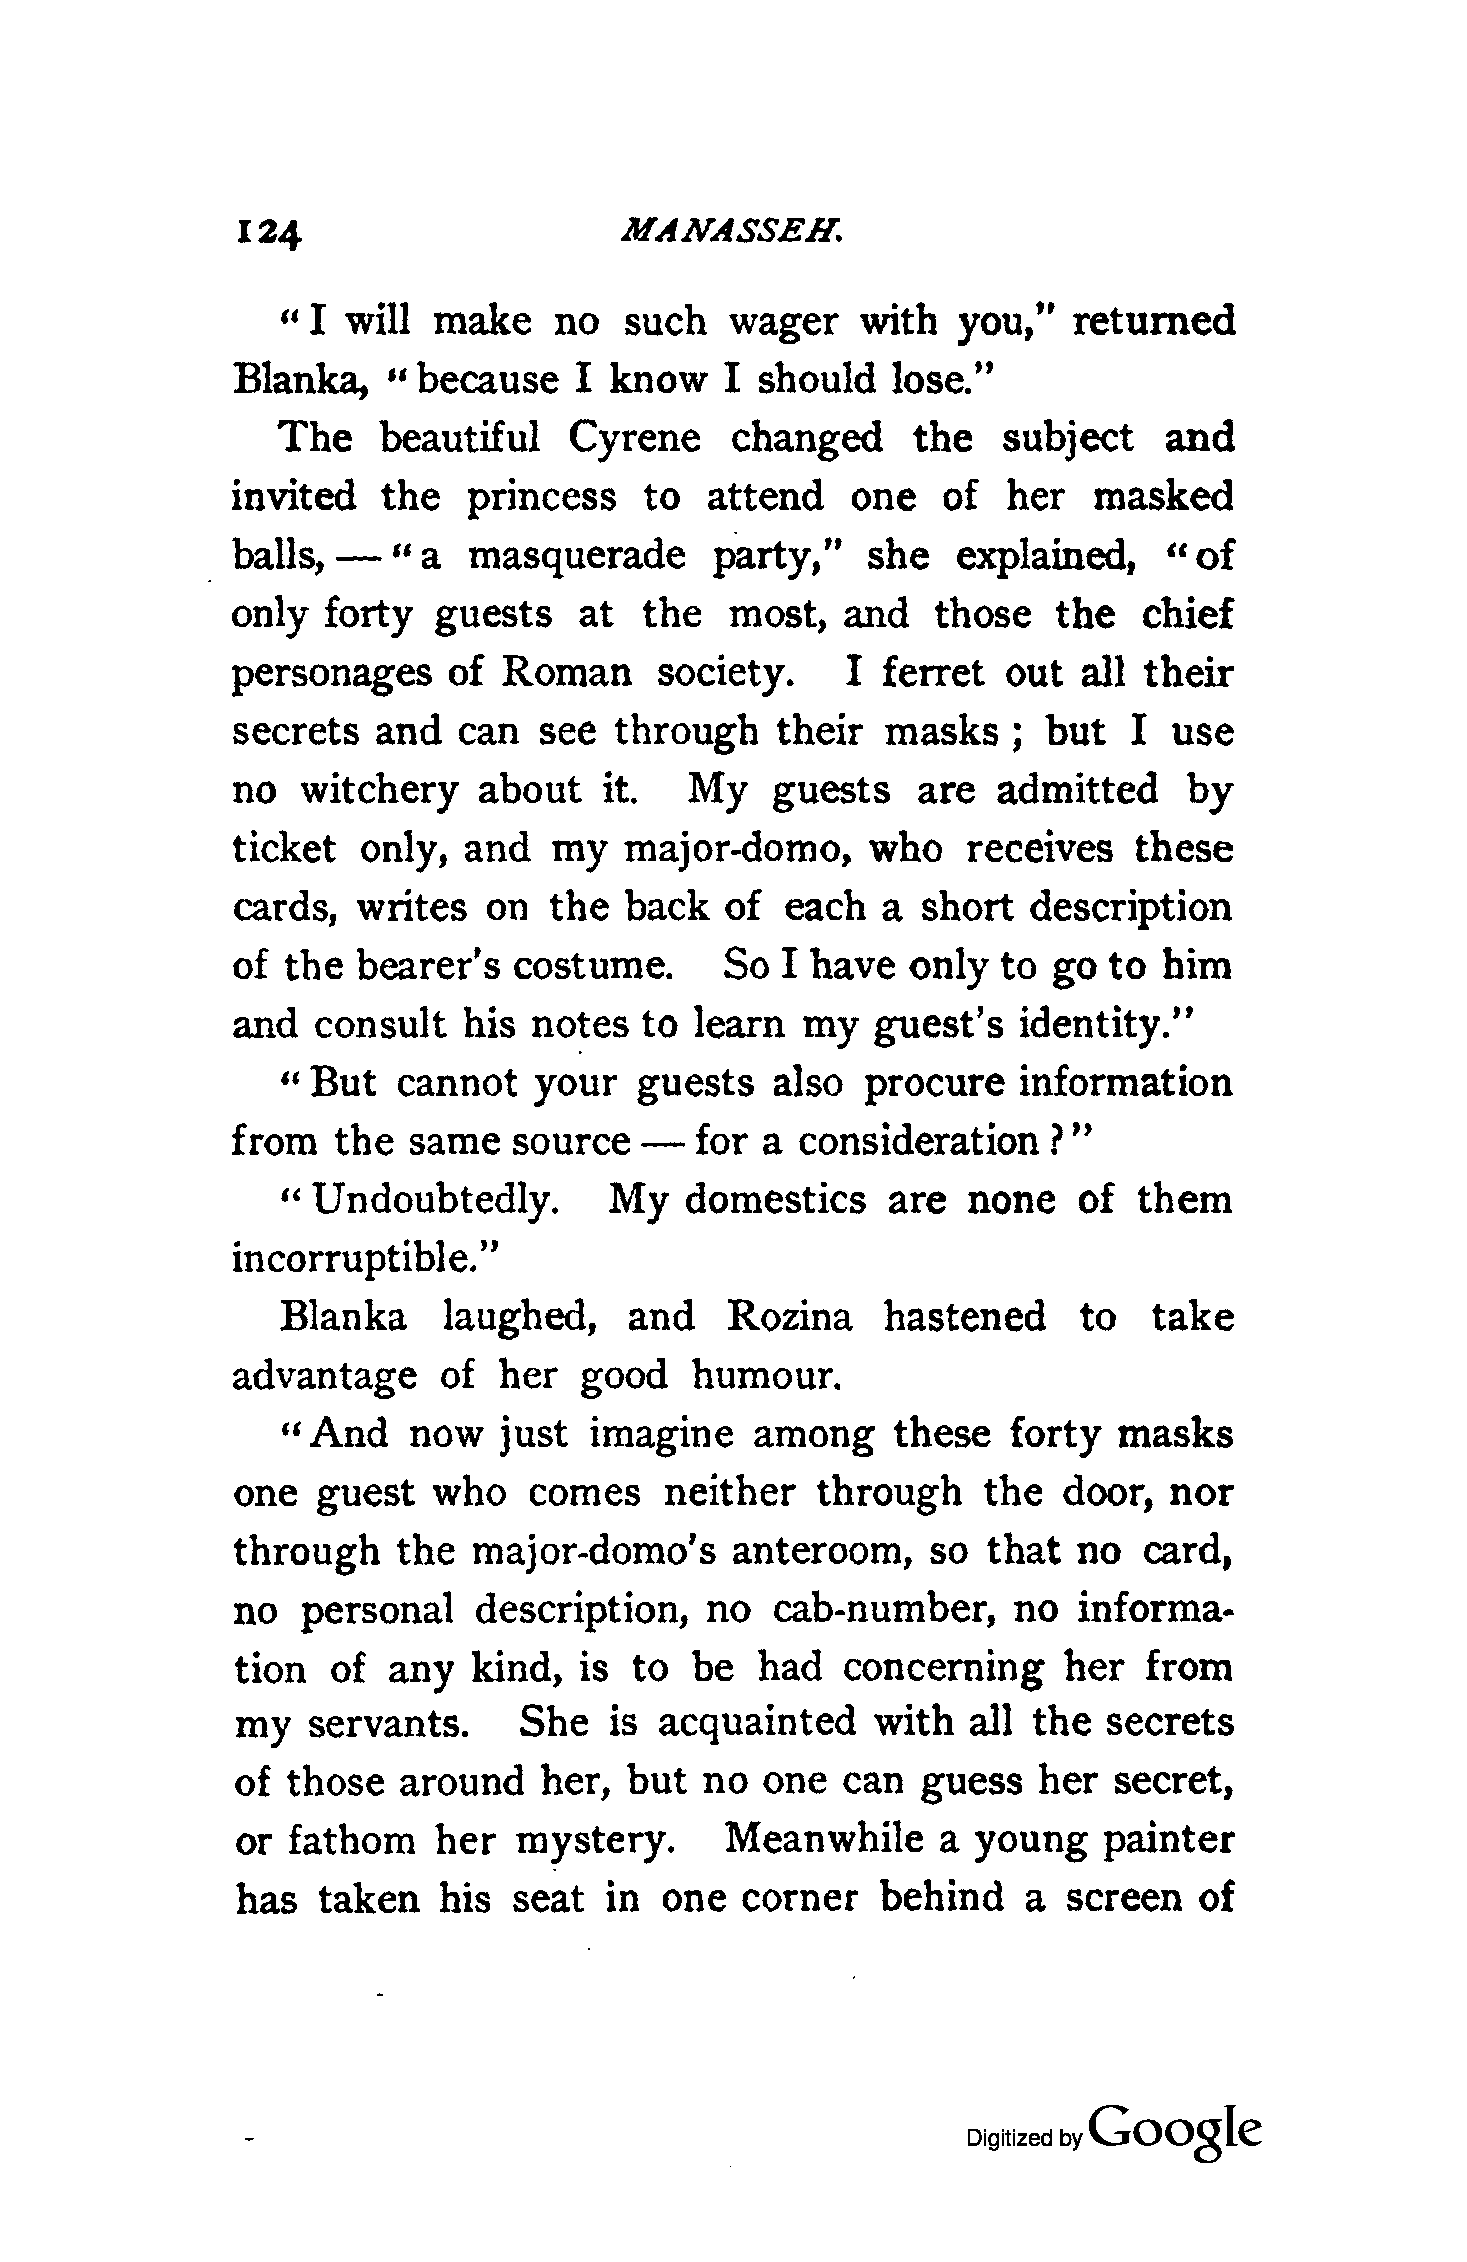 124 MANASSEH.
" I will make no such wager with you," returned
Blanka, " because I know I should lose."
The beautiful Cyrene changed the subject and
invited the princess to attend one of her masked
balls, — " a masquerade party," she explained, " of
only forty guests at the most, and those the chief
personages of Roman society. I ferret out all their
secrets and can see through their masks ; but I use
no witchery about it. My guests are admitted by
ticket only, and my major-domo, who receives these
cards, writes on the back of each a short description
of the bearer's costume. So I have only to go to him
and consult his notes to learn my guest's identity."
" But cannot your guests also procure information
from the same source — for a consideration ? "
" Undoubtedly. My domestics are none of them
incorruptible."
Blanka laughed, and Rozina hastened to take
advantage of her good humour.
" And now just imagine among these forty masks
one guest who comes neither through the door, nor
through the major-domo's anteroom, so that no card,
no personal description, no cab-number, no informa-
tion of any kind, is to be had concerning her from
my servants. She is acquainted with all the secrets
of those around her, but no one can guess her secret,
or fathom her mystery. Meanwhile a young painter
has taken his seat in one corner behind a screen of
Digitized by Google